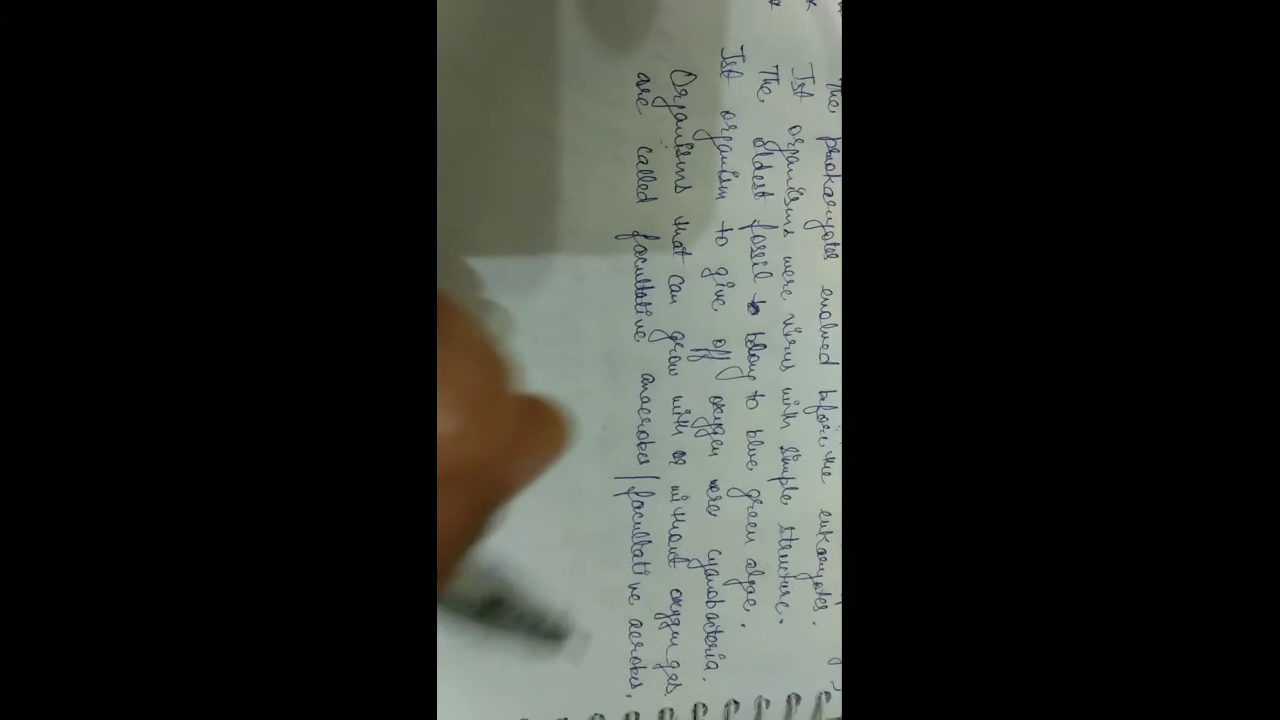 The prokaryotes evolved before the eukaryotes.
Ist organisms were virus with simple structure.
The oldest fossil to belong to blue green algae.
Ist organism to give off oxygen were cyanobacteria.
Organisms that can grow with or without oxygen gas
are called facultative anaerobes/facultative aerobes.